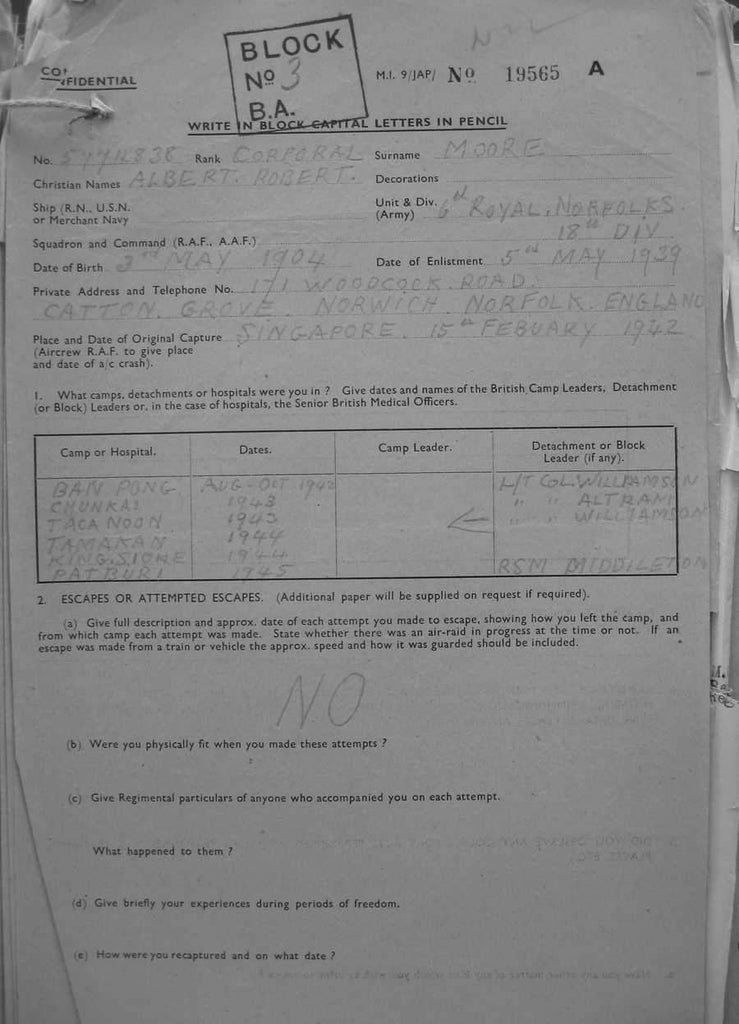 BLOCK
Nº 3
B.A.
CONFIDENTIAL
M.I. 9/JAP/ Nº 19565 A
WRITE IN BLOCK CAPITAL LETTERS IN PENCIL
No. Rank CORPORAL Surname MOORE
Christian Names ALBERT. ROBERT. Decorations
Ship (R.N., U.S.N. or Merchant Navy
Unit & Div. (Army) 6th ROYAL. NORFOLKS
18th DIV
Squadron and Command (R.A.F., A.A.F.)
Date of Birth 3rd MAY 1904 Date of Enlistment 5th MAY 1939
Private Address and Telephone No. 171 WOODCOCK. ROAD.
CATTON. GROVE. NORWICH. NORFOLK. ENGLAND
Place and Date of Original Capture SINGAPORE. 15th FEBUARY 1942
(Aircrew R.A.F. to give place
and date of a/c crash).
1. What camps, detachments or hospitals were you in ? Give dates and names of the British Camp Leaders, Detachment
(or Block) Leaders or, in the case of hospitals, the Senior British Medical Officers.
Camp or Hospital. Dates. Camp Leader. Detachment or Block Leader (if any).
BAN PONG AUG-OCT 1942 L/T COL. WILLIAMSON
CHUNKAI 1943 " " ALTRAM
TACA NOON 1943 " " WILLIAMSON
TAMAKAN 1944
KING.SIONE 1944 RSM MIDDLETON
PATBURI 1945
2. ESCAPES OR ATTEMPTED ESCAPES. (Additional paper will be supplied on request if required).
(a) Give full description and approx. date of each attempt you made to escape, showing how you left the camp, and
from which camp each attempt was made. State whether there was an air-raid in progress at the time or not. If an
escape was made from a train or vehicle the approx. speed and how it was guarded should be included.
NO
(b) Were you physically fit when you made these attempts ?
(c) Give Regimental particulars of anyone who accompanied you on each attempt.
What happened to them ?
(d) Give briefly your experiences during periods of freedom.
(e) How were you recaptured and on what date ?